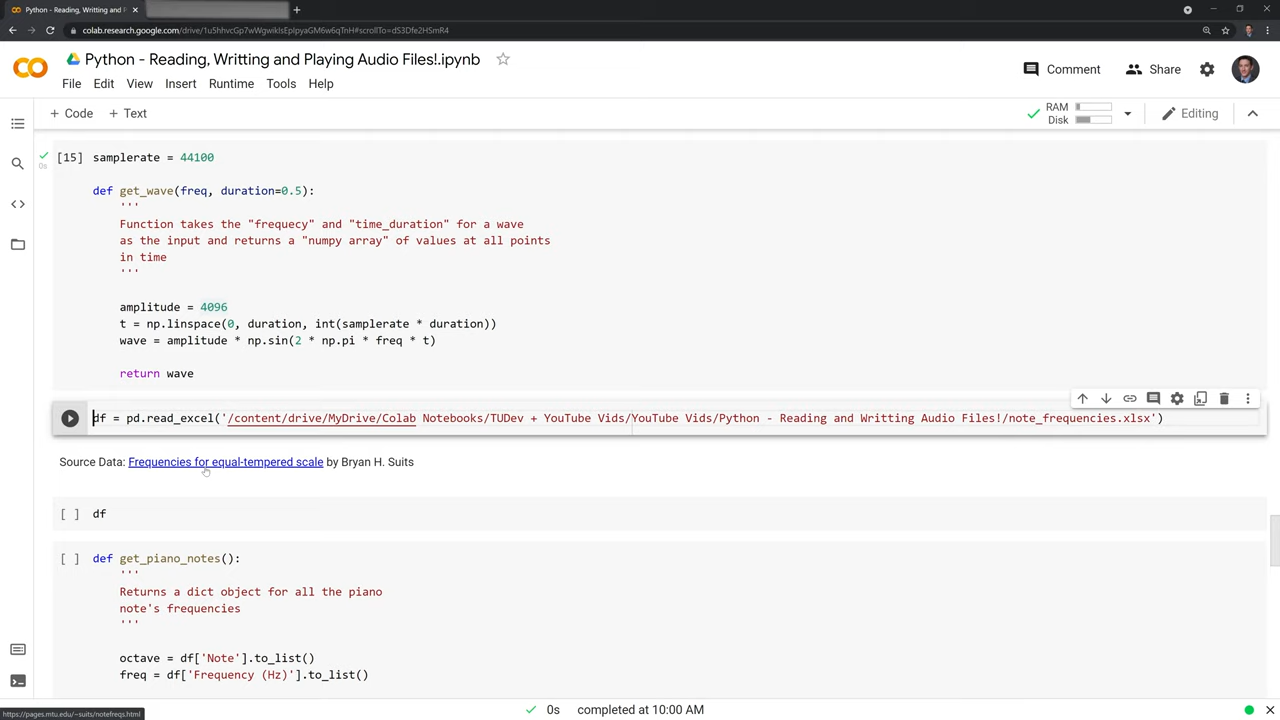 Python - Reading, Writting and P
colab.research.google.com/drive/1u5hhvcGp7wWgwikIsEpIpyaGM6w6qTnH#scrollTo=dS3Dfe2HSmR4
Python - Reading, Writting and Playing Audio Files!.ipynb
File Edit View Insert Runtime Tools Help
Comment
Share
+ Code + Text
RAM
Disk
Editing
[15] samplerate = 44100
0s
def get_wave(freq, duration=0.5):
'''
Function takes the "frequecy" and "time_duration" for a wave
as the input and returns a "numpy array" of values at all points
in time
'''
amplitude = 4096
t = np.linspace(0, duration, int(samplerate * duration))
wave = amplitude * np.sin(2 * np.pi * freq * t)
return wave
df = pd.read_excel('/content/drive/MyDrive/Colab Notebooks/TUDev + YouTube Vids/YouTube Vids/Python - Reading and Writting Audio Files!/note_frequencies.xlsx')
Source Data: Frequencies for equal-tempered scale by Bryan H. Suits
[ ] df
[ ] def get_piano_notes():
'''
Returns a dict object for all the piano
note's frequencies
'''
octave = df['Note'].to_list()
freq = df['Frequency (Hz)'].to_list()
https://pages.mtu.edu/~suits/notefreqs.html
0s completed at 10:00 AM